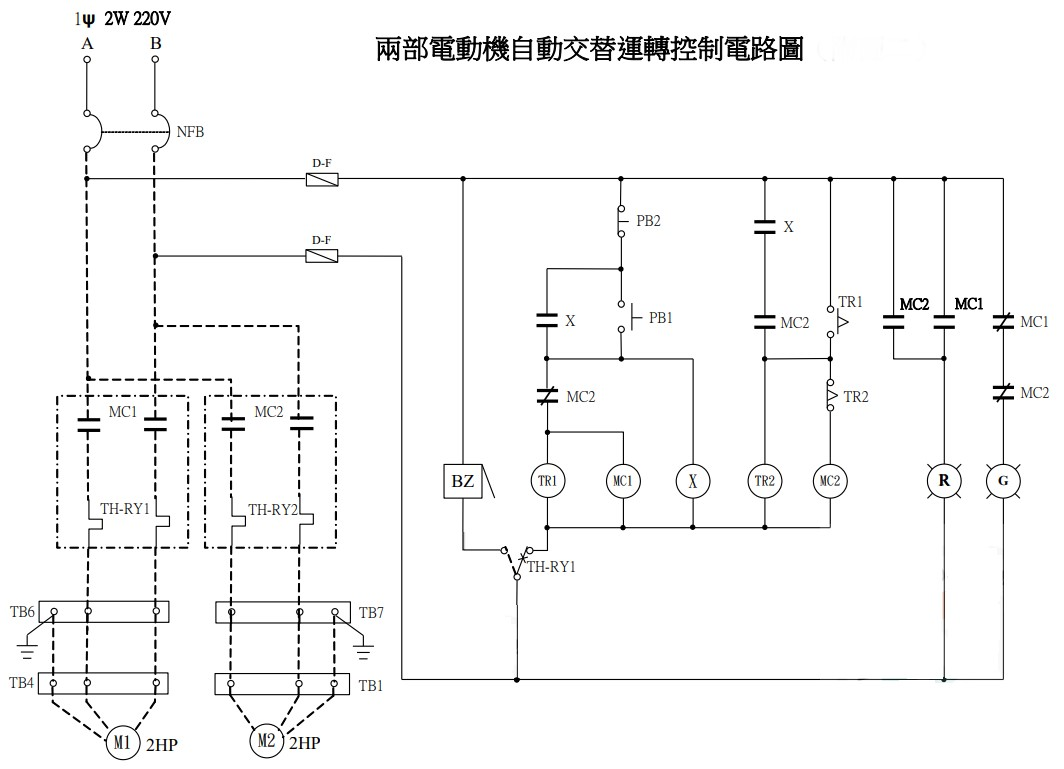 1ψ 2W 220V
兩部電動機自動交替運轉控制電路圖
A B
NFB
D-F
D-F
PB2
X
PB1
X
MC2
TR1
MC2 MC1
MC1
MC2
TR2
MC2
MC1 MC2
BZ
TR1 MC1 X TR2 MC2 R G
TH-RY1 TH-RY2
TH-RY1
TB6 TB7
TB4 TB1
M1 2HP M2 2HP